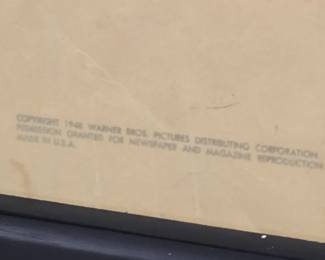 COPYRIGHT 1948 WARNER BROS. PICTURES DISTRIBUTING CORPORATION
PERMISSION GRANTED FOR NEWSPAPER AND MAGAZINE REPRODUCTION
MADE IN U.S.A.